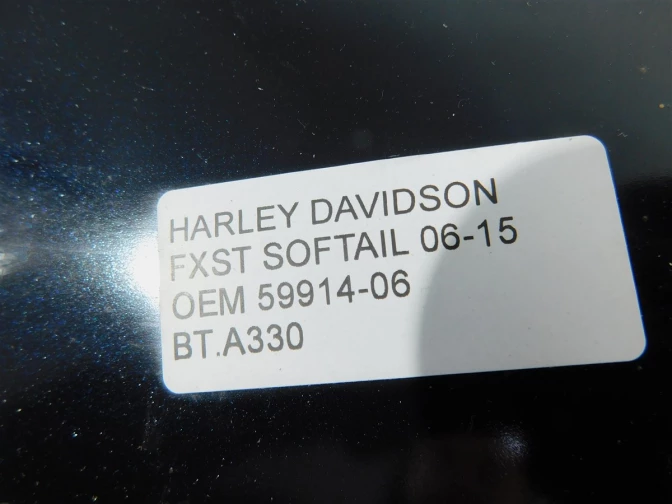 HARLEY DAVIDSON
FXST SOFTAIL 06-15
OEM 59914-06
BT.A330